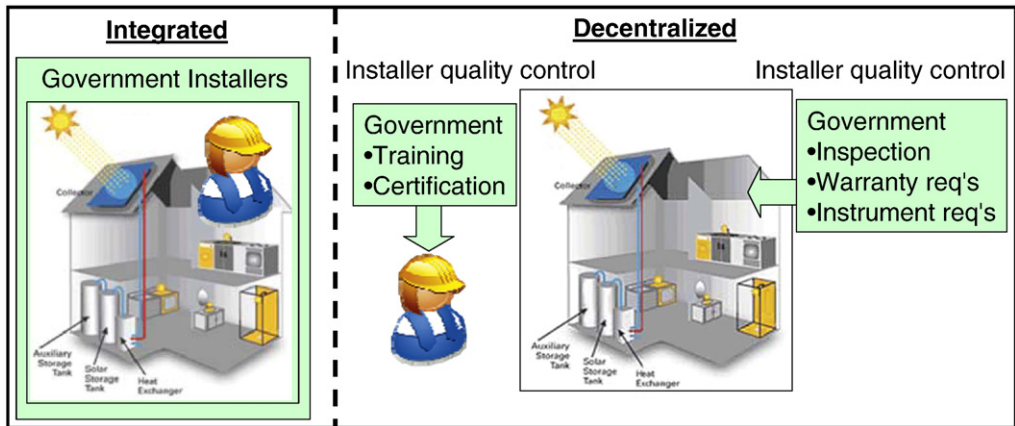 Integrated
Government Installers
Collector
Auxiliary
Storage
Tank
Solar
Storage
Tank
Heat
Exchanger
Decentralized
Installer quality control
Installer quality control
Government
•Training
•Certification
Collector
Auxiliary
Storage
Tank
Solar
Storage
Tank
Heat
Exchanger
Government
•Inspection
•Warranty req's
•Instrument req's